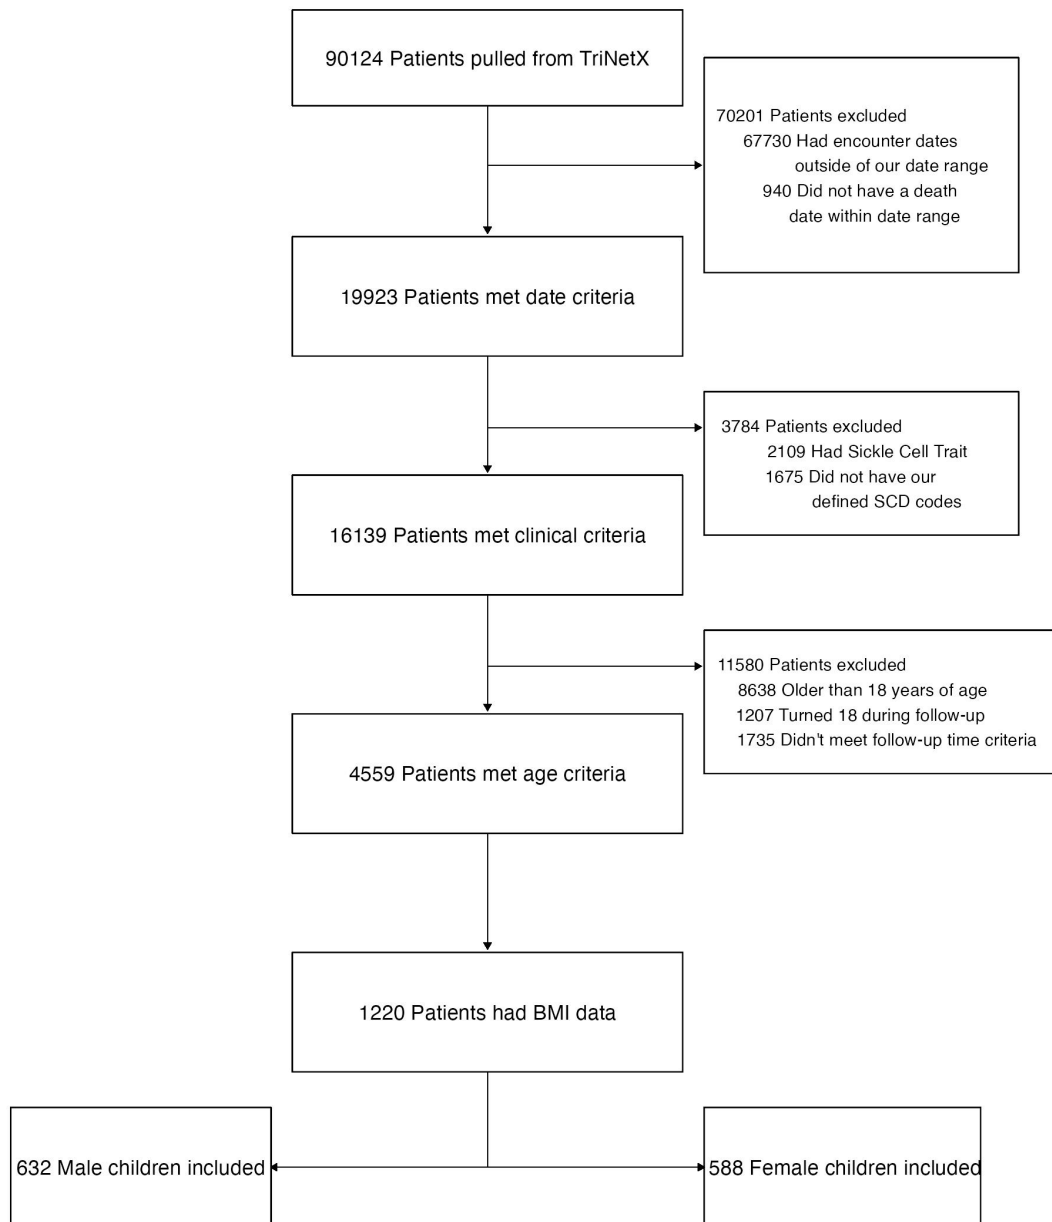 90124 Patients pulled from TriNetX
70201 Patients excluded
67730 Had encounter dates
outside of our date range
940 Did not have a death
date within date range
19923 Patients met date criteria
3784 Patients excluded
2109 Had Sickle Cell Trait
1675 Did not have our
defined SCD codes
16139 Patients met clinical criteria
11580 Patients excluded
8638 Older than 18 years of age
1207 Turned 18 during follow-up
1735 Didn't meet follow-up time criteria
4559 Patients met age criteria
1220 Patients had BMI data
632 Male children included
588 Female children included